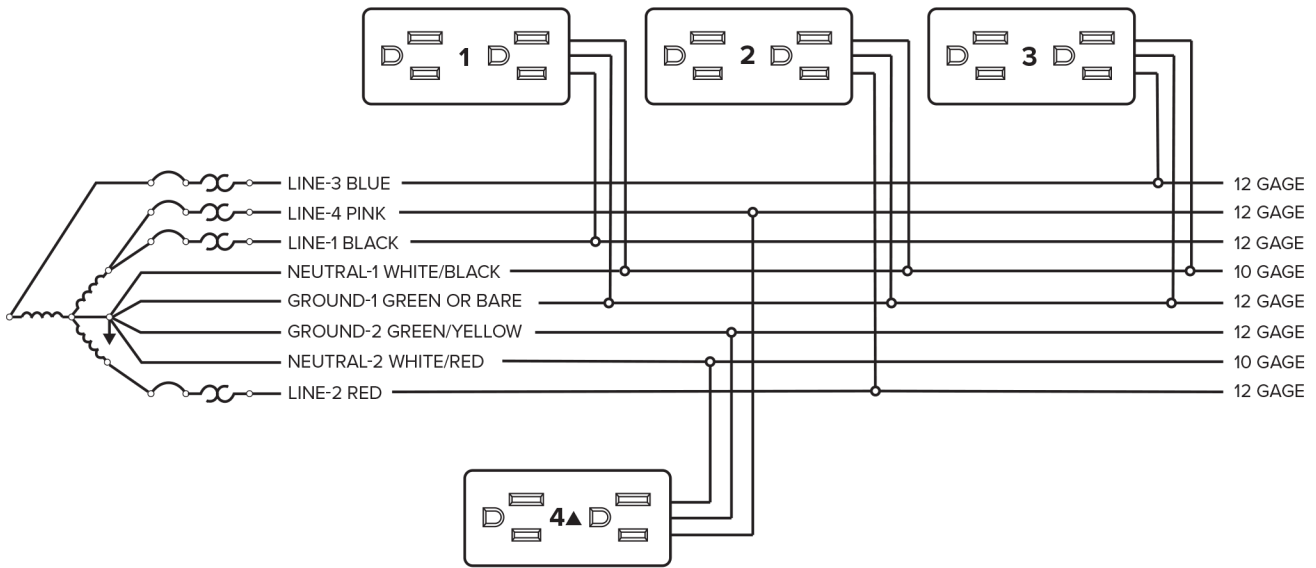 1
2
3
LINE-3 BLUE 12 GAGE
LINE-4 PINK 12 GAGE
LINE-1 BLACK 12 GAGE
NEUTRAL-1 WHITE/BLACK 10 GAGE
GROUND-1 GREEN OR BARE 12 GAGE
GROUND-2 GREEN/YELLOW 12 GAGE
NEUTRAL-2 WHITE/RED 10 GAGE
LINE-2 RED 12 GAGE
4▲